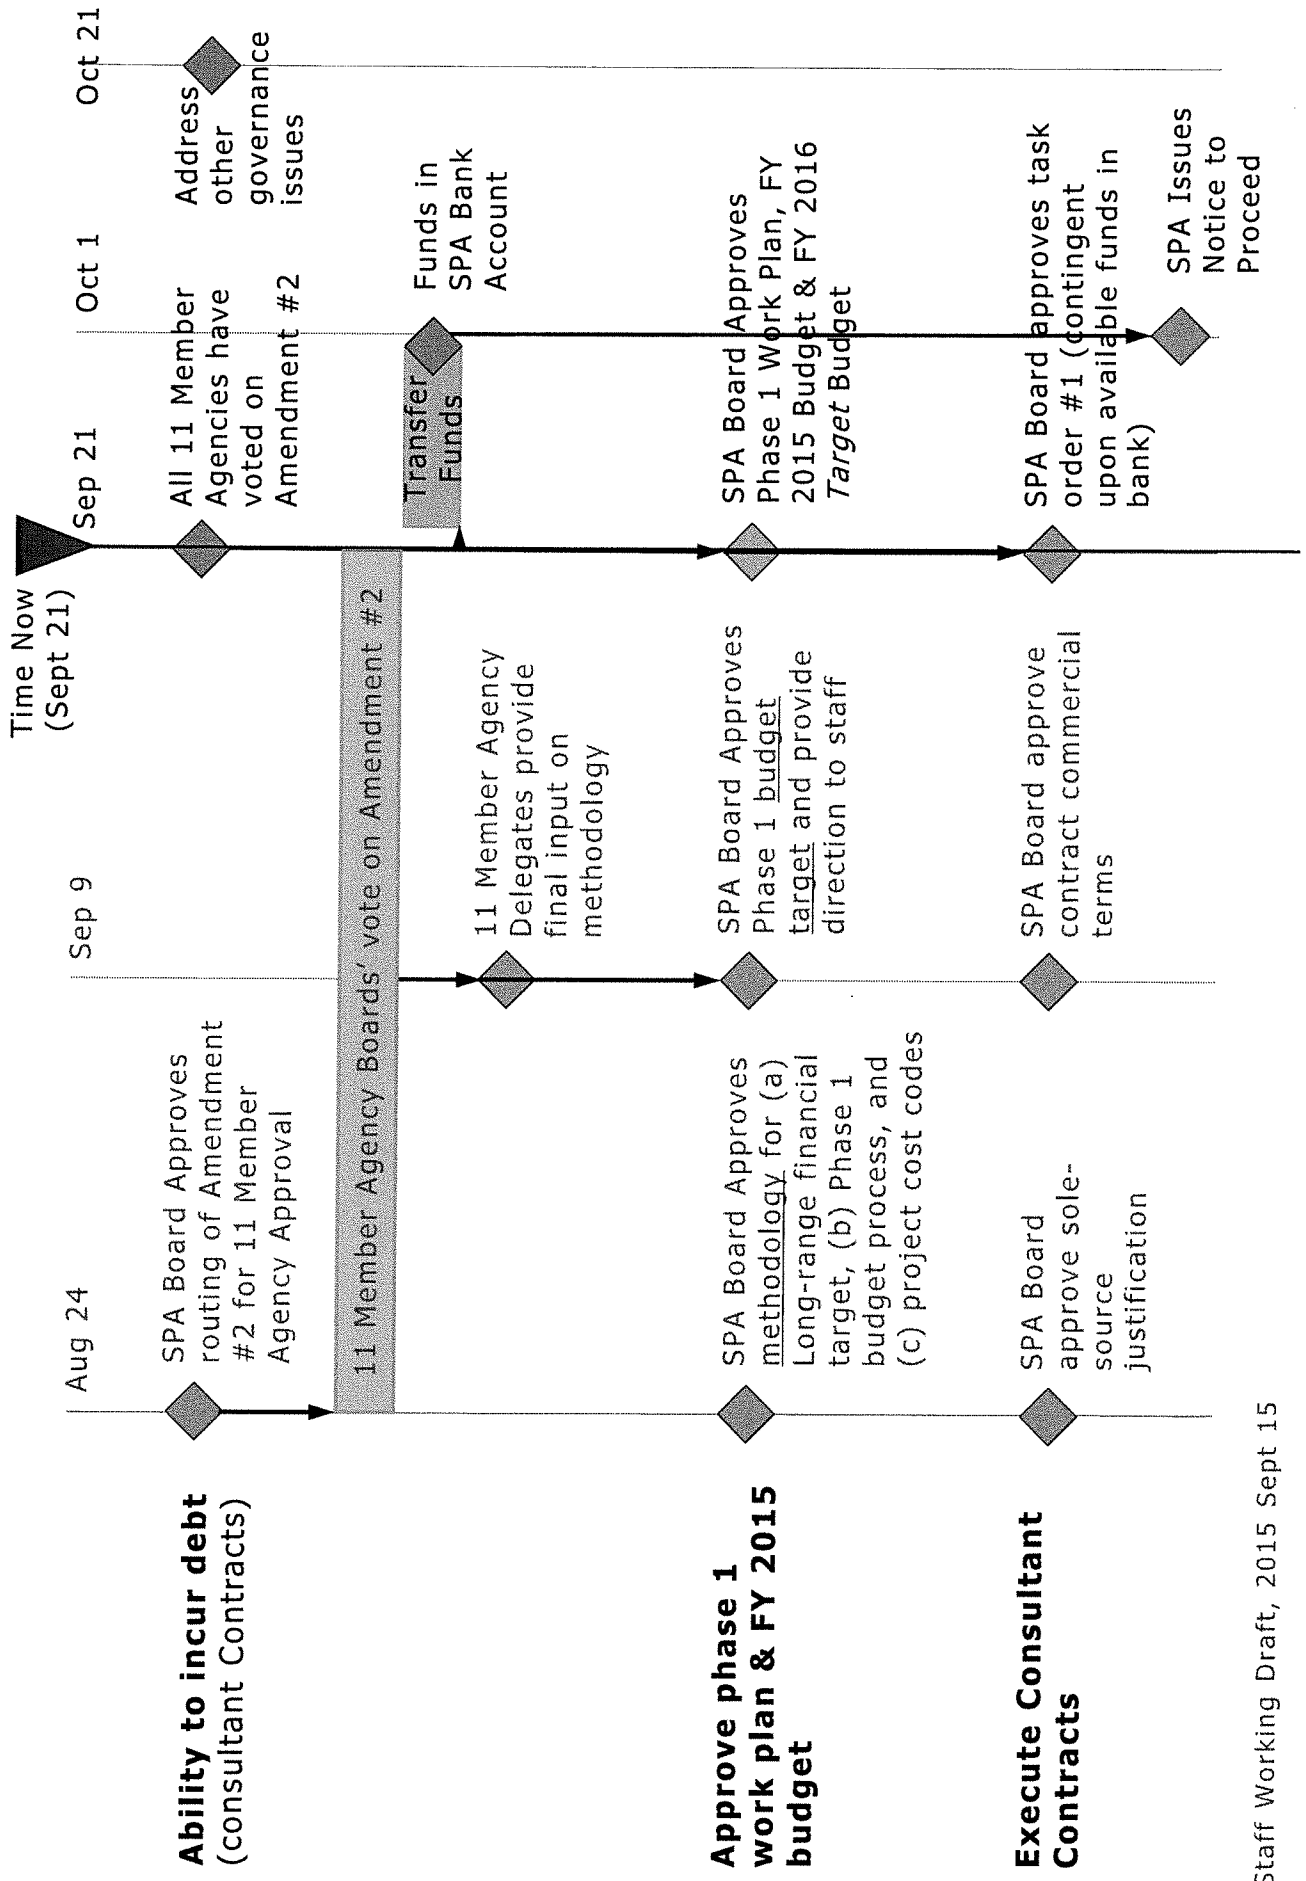 Time Now
(Sept 21)
Aug 24
Sep 9
Sep 21
Oct 1
Oct 21
Ability to incur debt
(consultant Contracts)
SPA Board Approves
routing of Amendment
#2 for 11 Member
Agency Approval
All 11 Member
Agencies have
voted on
Amendment #2
Address
other
governance
issues
11 Member Agency Boards' vote on Amendment #2
Transfer
Funds
Funds in
SPA Bank
Account
11 Member Agency
Delegates provide
final input on
methodology
Approve phase 1
work plan & FY 2015
budget
SPA Board Approves
methodology for (a)
Long-range financial
target, (b) Phase 1
budget process, and
(c) project cost codes
SPA Board Approves
Phase 1 budget
target and provide
direction to staff
SPA Board Approves
Phase 1 Work Plan, FY
2015 Budget & FY 2016
Target Budget
Execute Consultant
Contracts
SPA Board
approve sole-
source
justification
SPA Board approve
contract commercial
terms
SPA Board approves task
order #1 (contingent
upon available funds in
bank)
SPA Issues
Notice to
Proceed
Staff Working Draft, 2015 Sept 15